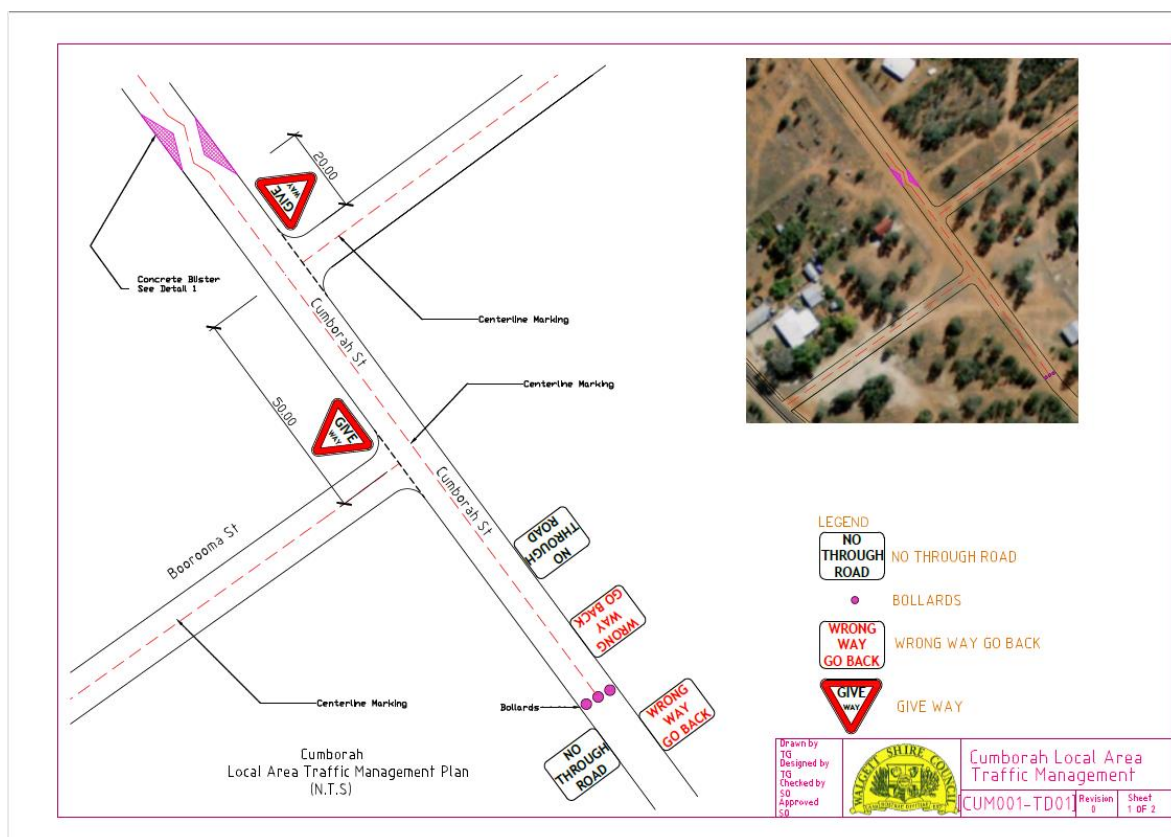 20.00
GIVE
WAY
Concrete Blister
See Detail 1
Cumborah St
Centerline Marking
Centerline Marking
50.00
GIVE
WAY
Boorooma St
Cumborah St
NO
THROUGH
ROAD
WRONG
WAY
GO BACK
Centerline Marking
Bollards
WRONG
WAY
GO BACK
NO
THROUGH
ROAD
Cumborah
Local Area Traffic Management Plan
(N.T.S)
LEGEND
NO
THROUGH
ROAD
NO THROUGH ROAD
BOLLARDS
WRONG
WAY
GO BACK
WRONG WAY GO BACK
GIVE
WAY
GIVE WAY
Drawn by
TG
Designed by
TG
Checked by
SO
Approved
SO
WALGETT SHIRE COUNCIL
Cumborah Local Area
Traffic Management
CUM001-TD01
Revision
0
Sheet
1 OF 2